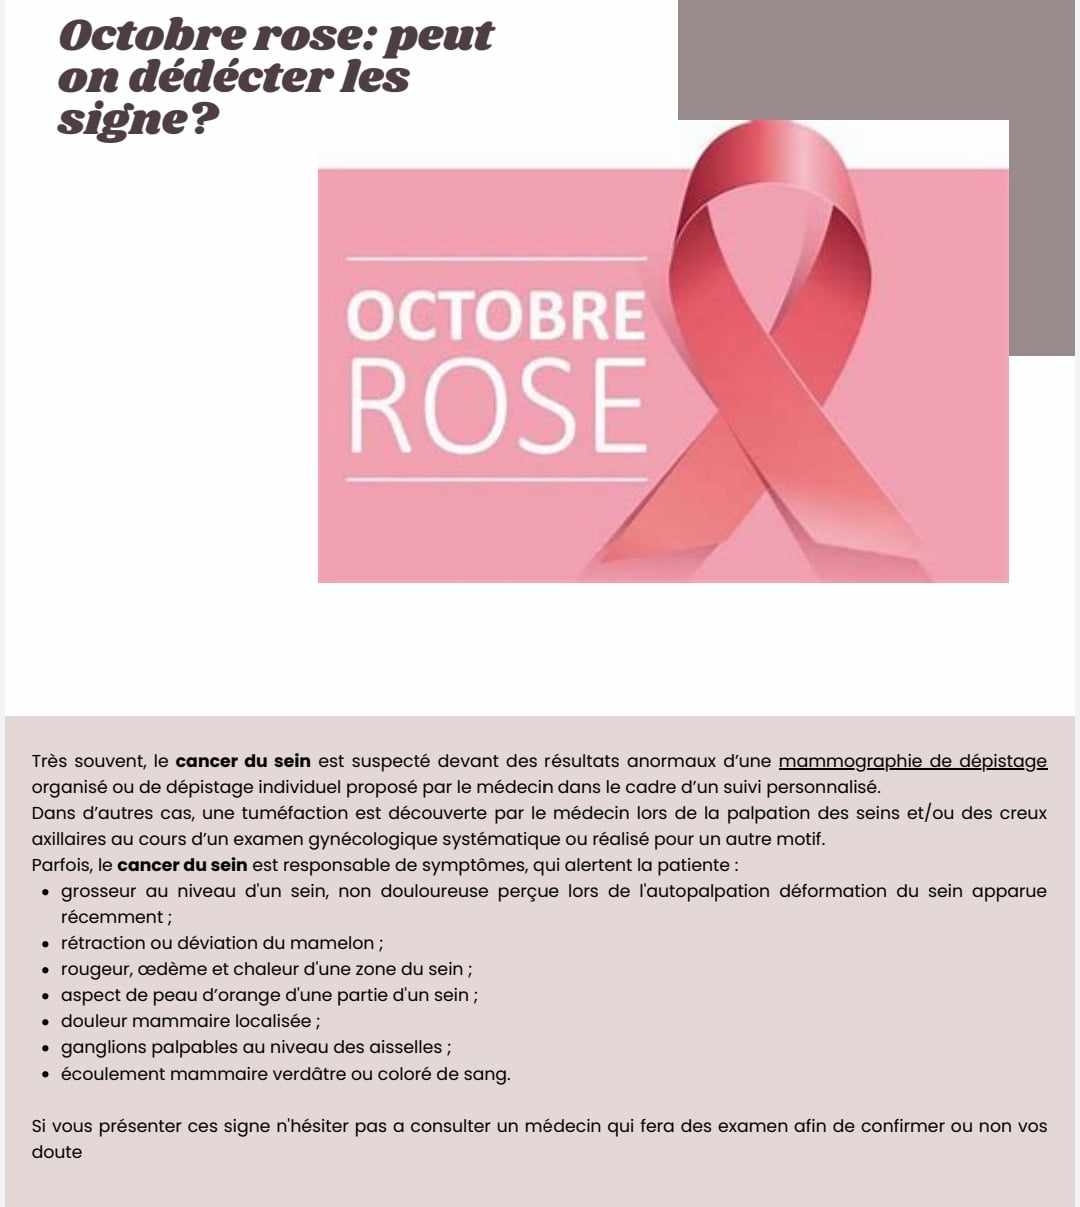 Octobre rose: peut
on dédécter les
signe?
OCTOBRE
ROSE
Très souvent, le cancer du sein est suspecté devant des résultats anormaux d’une mammographie de dépistage
organisé ou de dépistage individuel proposé par le médecin dans le cadre d’un suivi personnalisé.
Dans d’autres cas, une tuméfaction est découverte par le médecin lors de la palpation des seins et/ou des creux
axillaires au cours d’un examen gynécologique systématique ou réalisé pour un autre motif.
Parfois, le cancer du sein est responsable de symptômes, qui alertent la patiente :
• grosseur au niveau d'un sein, non douloureuse perçue lors de l'autopalpation déformation du sein apparue
récemment ;
• rétraction ou déviation du mamelon ;
• rougeur, œdème et chaleur d'une zone du sein ;
• aspect de peau d’orange d'une partie d'un sein ;
• douleur mammaire localisée ;
• ganglions palpables au niveau des aisselles ;
• écoulement mammaire verdâtre ou coloré de sang.
Si vous présenter ces signe n'hésiter pas a consulter un médecin qui fera des examen afin de confirmer ou non vos
doute